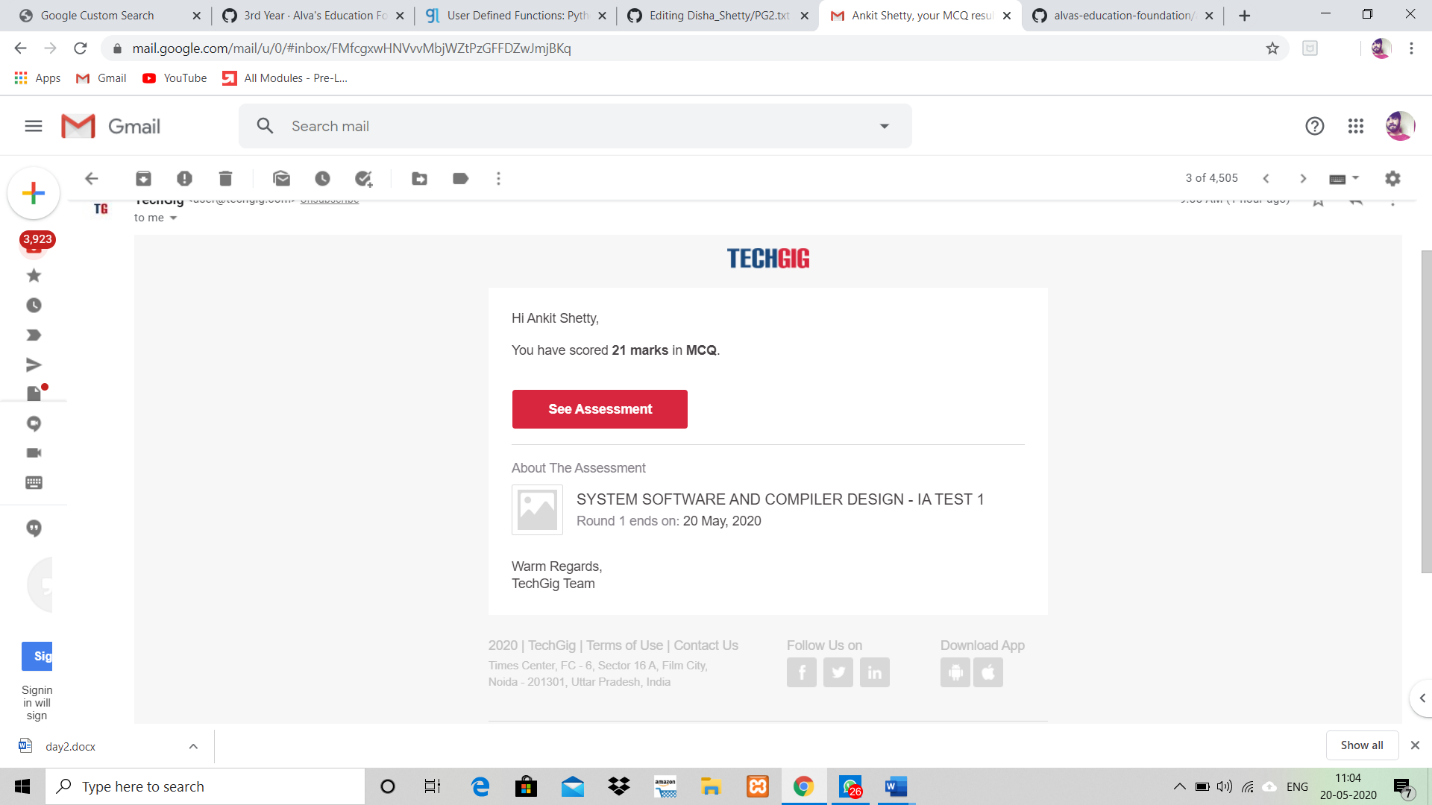 Google Custom Search
3rd Year · Alva's Education Fo
User Defined Functions: Pyth
Editing Disha_Shetty/PG2.txt
Ankit Shetty, your MCQ resul
alvas-education-foundation/
mail.google.com/mail/u/0/#inbox/FMfcgxwHNVvvMbjWZtPzGFFDZwJmjBKq
Apps
Gmail
YouTube
All Modules - Pre-L...
Gmail
Search mail
3 of 4,505
3,923
TG
to me
TECHGIG
Hi Ankit Shetty,
You have scored 21 marks in MCQ.
See Assessment
About The Assessment
SYSTEM SOFTWARE AND COMPILER DESIGN - IA TEST 1
Round 1 ends on: 20 May, 2020
Warm Regards,
TechGig Team
2020 | TechGig | Terms of Use | Contact Us
Times Center, FC - 6, Sector 16 A, Film City,
Noida - 201301, Uttar Pradesh, India
Follow Us on
Download App
Sig
Signin
in will
sign
day2.docx
Show all
Type here to search
amazon
26
ENG
11:04
20-05-2020
7